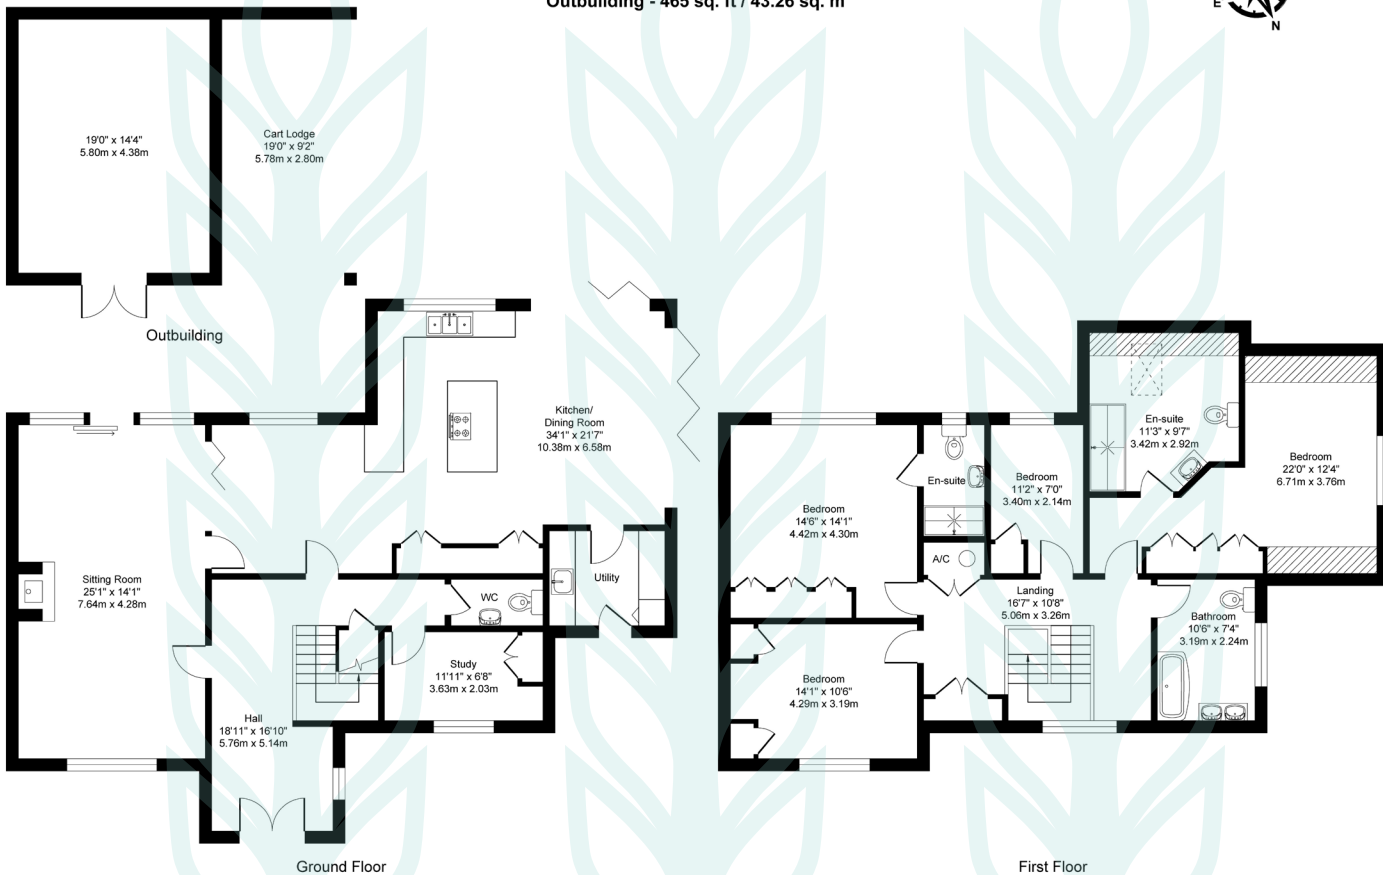 Outbuilding - 465 sq. ft / 43.26 sq. m
E
N
19'0" x 14'4"
5.80m x 4.38m
Cart Lodge
19'0" x 9'2"
5.78m x 2.80m
Outbuilding
Kitchen/
Dining Room
34'1" x 21'7"
10.38m x 6.58m
Sitting Room
25'1" x 14'1"
7.64m x 4.28m
Utility
WC
Study
11'11" x 6'8"
3.63m x 2.03m
Hall
18'11" x 16'10"
5.76m x 5.14m
Ground Floor
En-suite
11'3" x 9'7"
3.42m x 2.92m
Bedroom
22'0" x 12'4"
6.71m x 3.76m
Bedroom
11'2" x 7'0"
3.40m x 2.14m
En-suite
Bedroom
14'6" x 14'1"
4.42m x 4.30m
A/C
Landing
16'7" x 10'8"
5.06m x 3.26m
Bathroom
10'6" x 7'4"
3.19m x 2.24m
Bedroom
14'1" x 10'6"
4.29m x 3.19m
First Floor